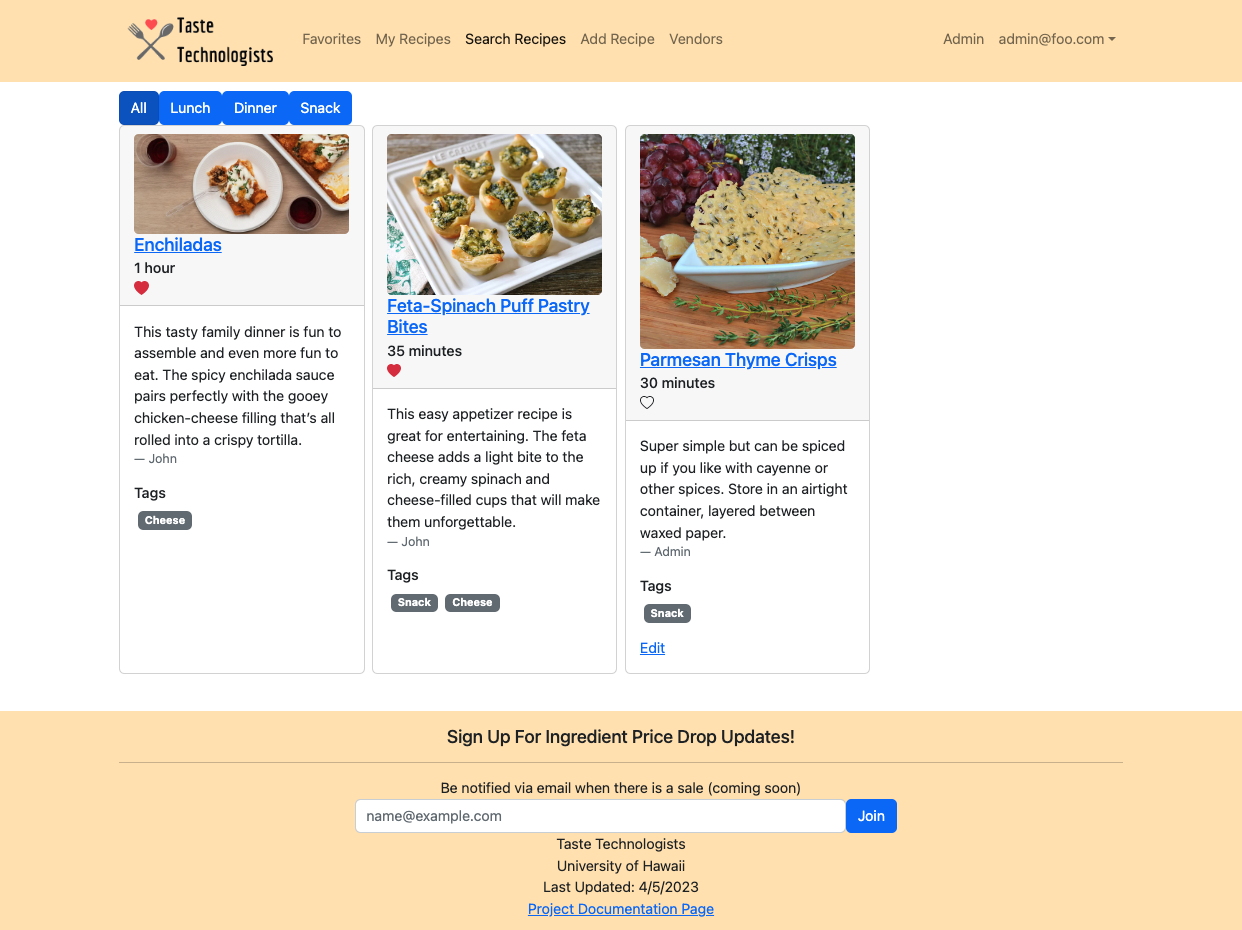 Taste
Technologists
Favorites My Recipes Search Recipes Add Recipe Vendors Admin admin@foo.com
All Lunch Dinner Snack
Enchiladas
1 hour
This tasty family dinner is fun to
assemble and even more fun to
eat. The spicy enchilada sauce
pairs perfectly with the gooey
chicken-cheese filling that’s all
rolled into a crispy tortilla.
— John
Tags
Cheese
Feta-Spinach Puff Pastry
Bites
35 minutes
This easy appetizer recipe is
great for entertaining. The feta
cheese adds a light bite to the
rich, creamy spinach and
cheese-filled cups that will make
them unforgettable.
— John
Tags
Snack Cheese
Parmesan Thyme Crisps
30 minutes
Super simple but can be spiced
up if you like with cayenne or
other spices. Store in an airtight
container, layered between
waxed paper.
— Admin
Tags
Snack
Edit
Sign Up For Ingredient Price Drop Updates!
Be notified via email when there is a sale (coming soon)
name@example.com Join
Taste Technologists
University of Hawaii
Last Updated: 4/5/2023
Project Documentation Page